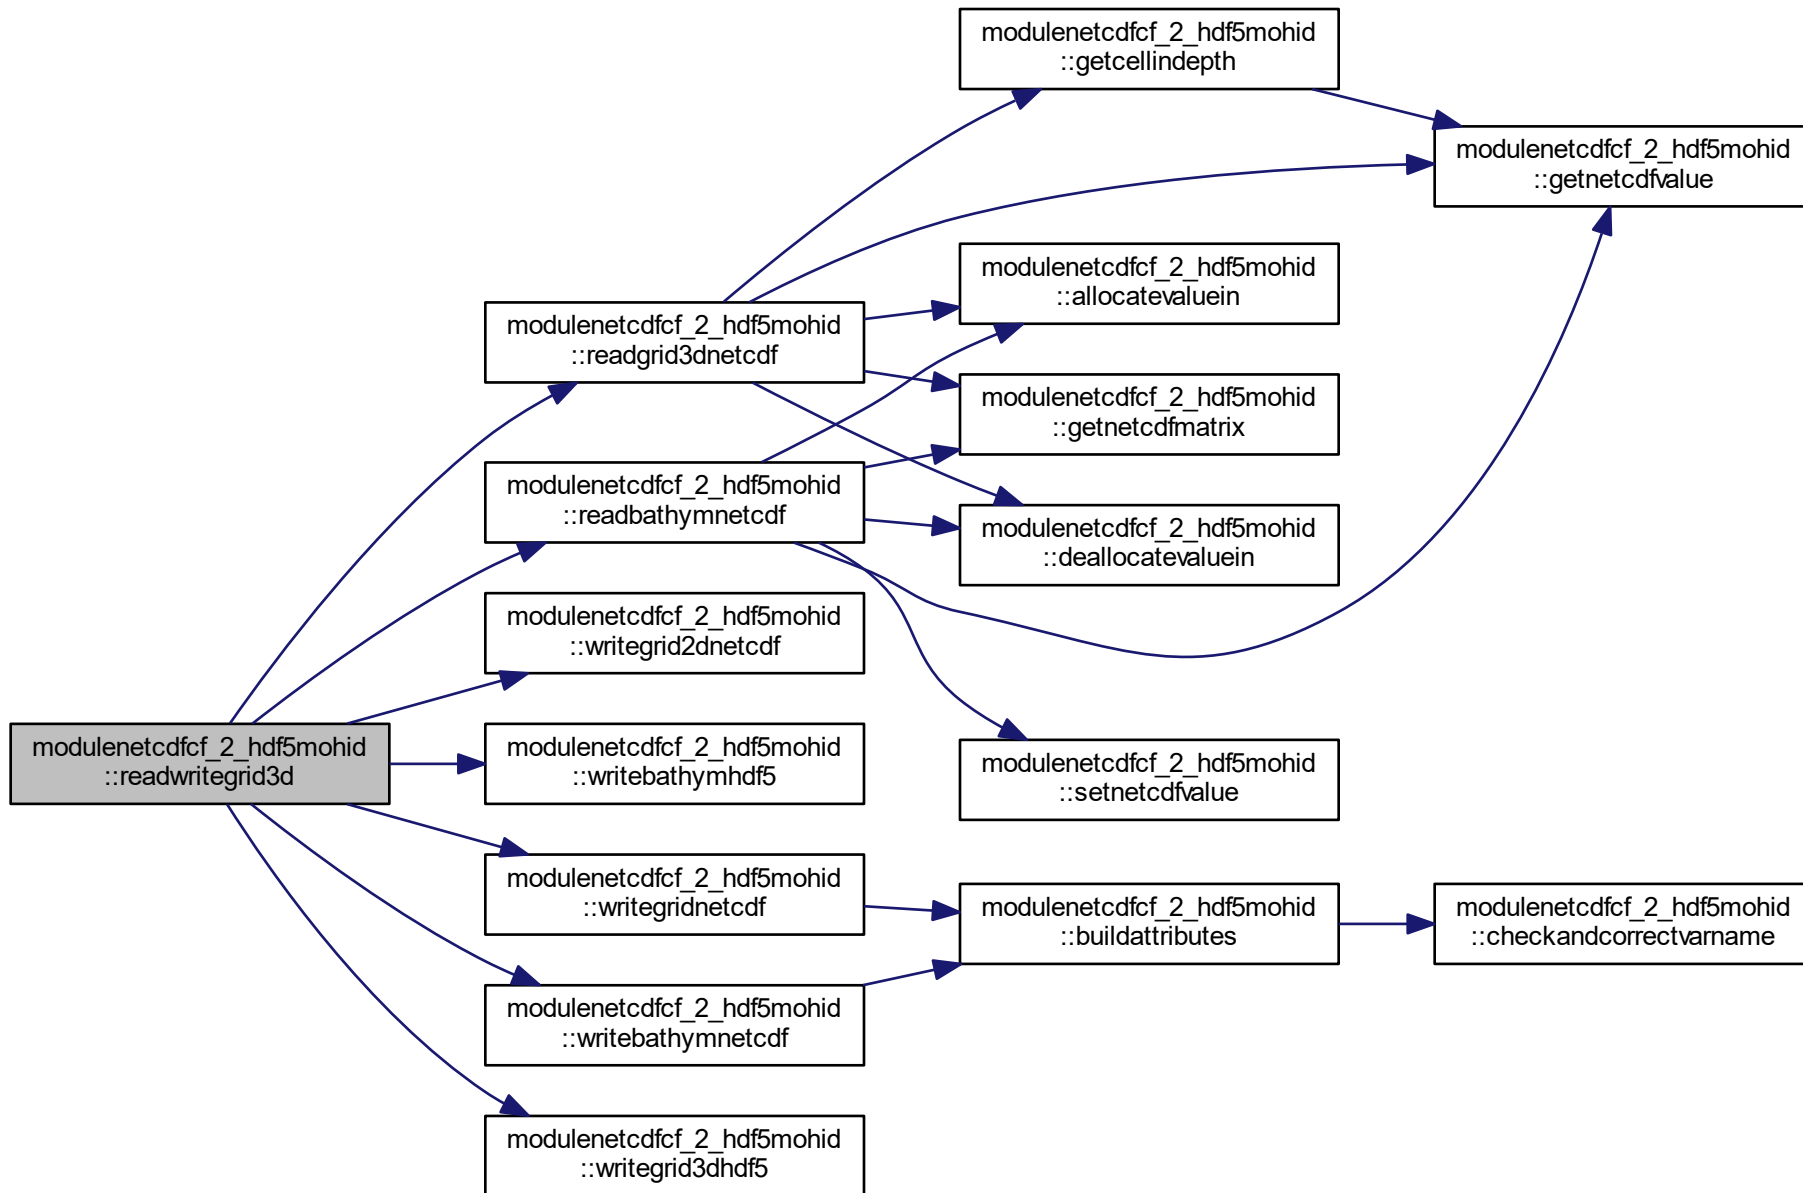 modulenetcdfcf_2_hdf5mohid
::getcellindepth
modulenetcdfcf_2_hdf5mohid
::getnetcdfvalue
modulenetcdfcf_2_hdf5mohid
::allocatevaluein
modulenetcdfcf_2_hdf5mohid
::readgrid3dnetcdf
modulenetcdfcf_2_hdf5mohid
::getnetcdfmatrix
modulenetcdfcf_2_hdf5mohid
::readbathymnetcdf
modulenetcdfcf_2_hdf5mohid
::deallocatevaluein
modulenetcdfcf_2_hdf5mohid
::writegrid2dnetcdf
modulenetcdfcf_2_hdf5mohid
::readwritegrid3d
modulenetcdfcf_2_hdf5mohid
::writebathymhdf5
modulenetcdfcf_2_hdf5mohid
::setnetcdfvalue
modulenetcdfcf_2_hdf5mohid
::writegridnetcdf
modulenetcdfcf_2_hdf5mohid
::buildattributes
modulenetcdfcf_2_hdf5mohid
::checkandcorrectvarname
modulenetcdfcf_2_hdf5mohid
::writebathymnetcdf
modulenetcdfcf_2_hdf5mohid
::writegrid3dhdf5